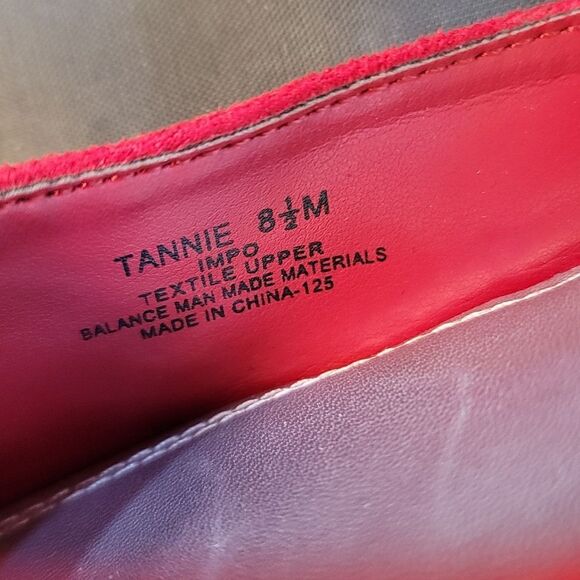 TANNIE 8½M
IMPO
TEXTILE UPPER
BALANCE MAN MADE MATERIALS
MADE IN CHINA-125